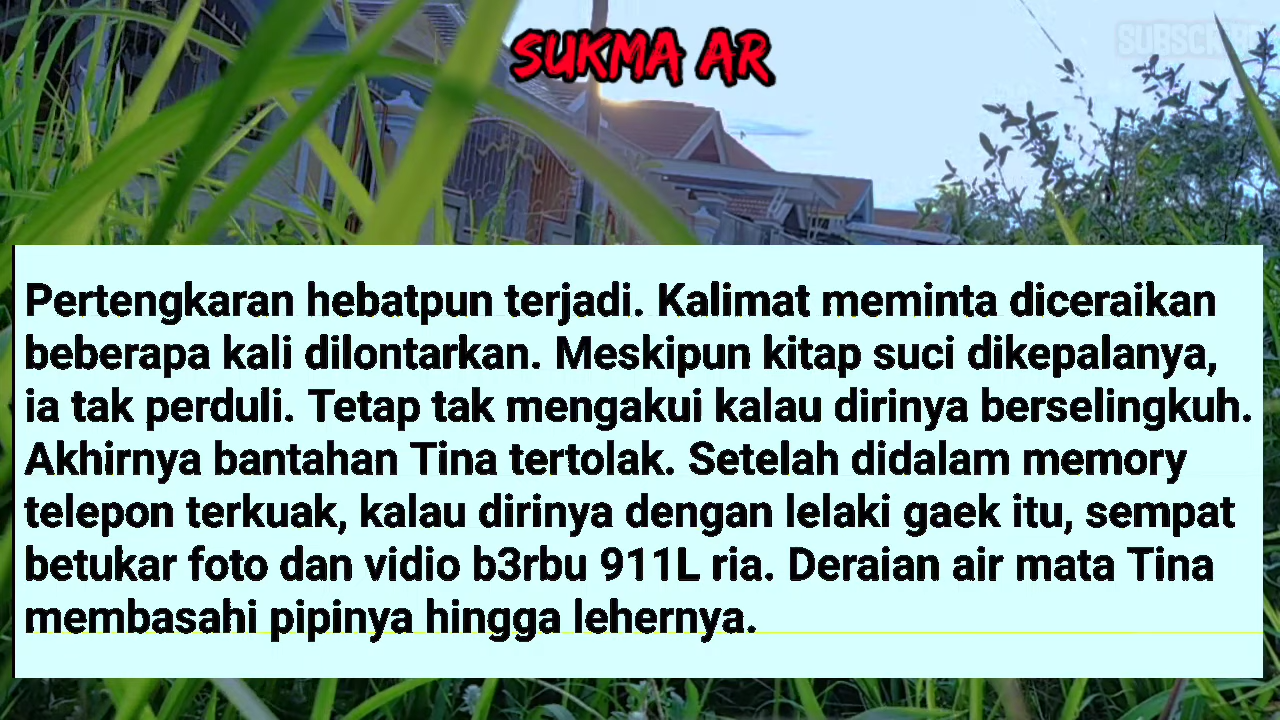 SUKMA AR
SUBSCRIBE
Pertengkaran hebatpun terjadi. Kalimat meminta diceraikan
beberapa kali dilontarkan. Meskipun kitap suci dikepalanya,
ia tak perduli. Tetap tak mengakui kalau dirinya berselingkuh.
Akhirnya bantahan Tina tertolak. Setelah didalam memory
telepon terkuak, kalau dirinya dengan lelaki gaek itu, sempat
betukar foto dan vidio b3rbu 911L ria. Deraian air mata Tina
membasahi pipinya hingga lehernya.